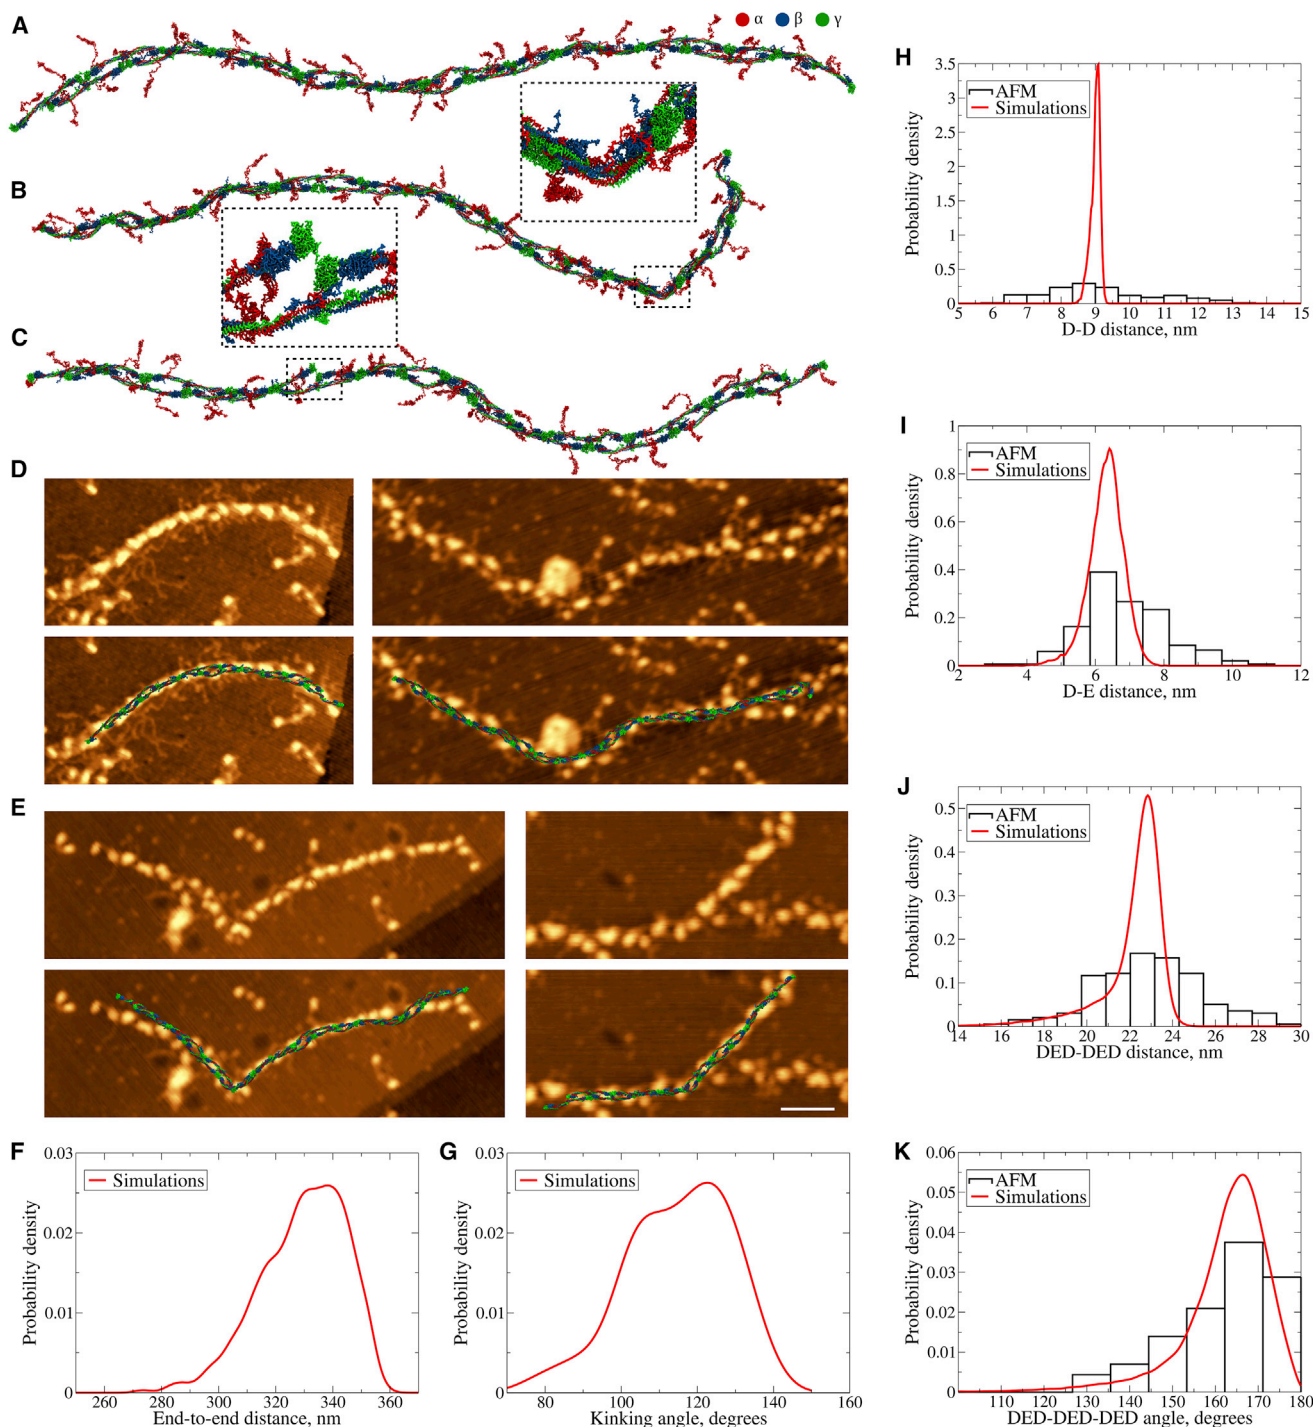 A
α β γ
B
C
D
E
F
0.03
0.02
0.01
0
Probability density
Simulations
260 280 300 320 340 360
End-to-end distance, nm
G
0.03
0.02
0.01
0
Probability density
Simulations
80 100 120 140 160
Kinking angle, degrees
H
3.5
3
2.5
2
1.5
1
0.5
0
Probability density
AFM
Simulations
5 6 7 8 9 10 11 12 13 14 15
D-D distance, nm
I
1
0.8
0.6
0.4
0.2
0
Probability density
AFM
Simulations
2 4 6 8 10 12
D-E distance, nm
J
0.5
0.4
0.3
0.2
0.1
0
Probability density
AFM
Simulations
14 16 18 20 22 24 26 28 30
DED-DED distance, nm
K
0.06
0.05
0.04
0.03
0.02
0.01
0
Probability density
AFM
Simulations
110 120 130 140 150 160 170 180
DED-DED-DED angle, degrees